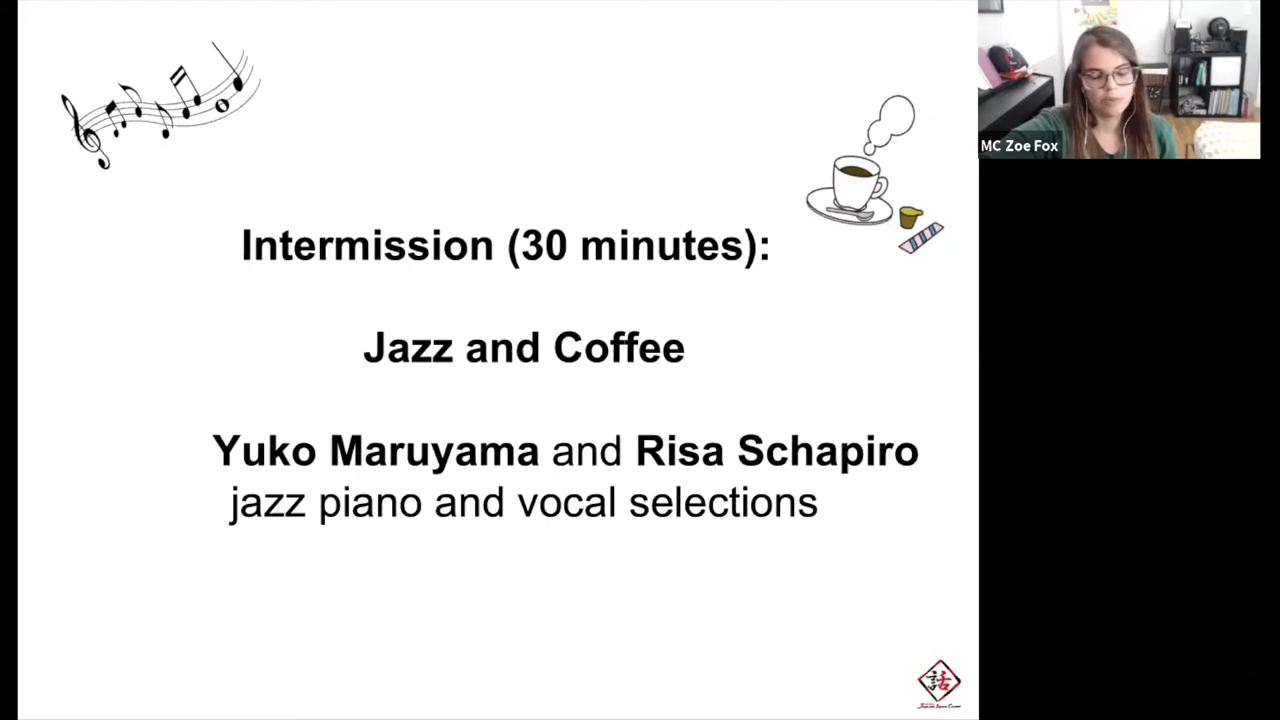 MC Zoe Fox
Intermission (30 minutes):
Jazz and Coffee
Yuko Maruyama and Risa Schapiro
jazz piano and vocal selections
話